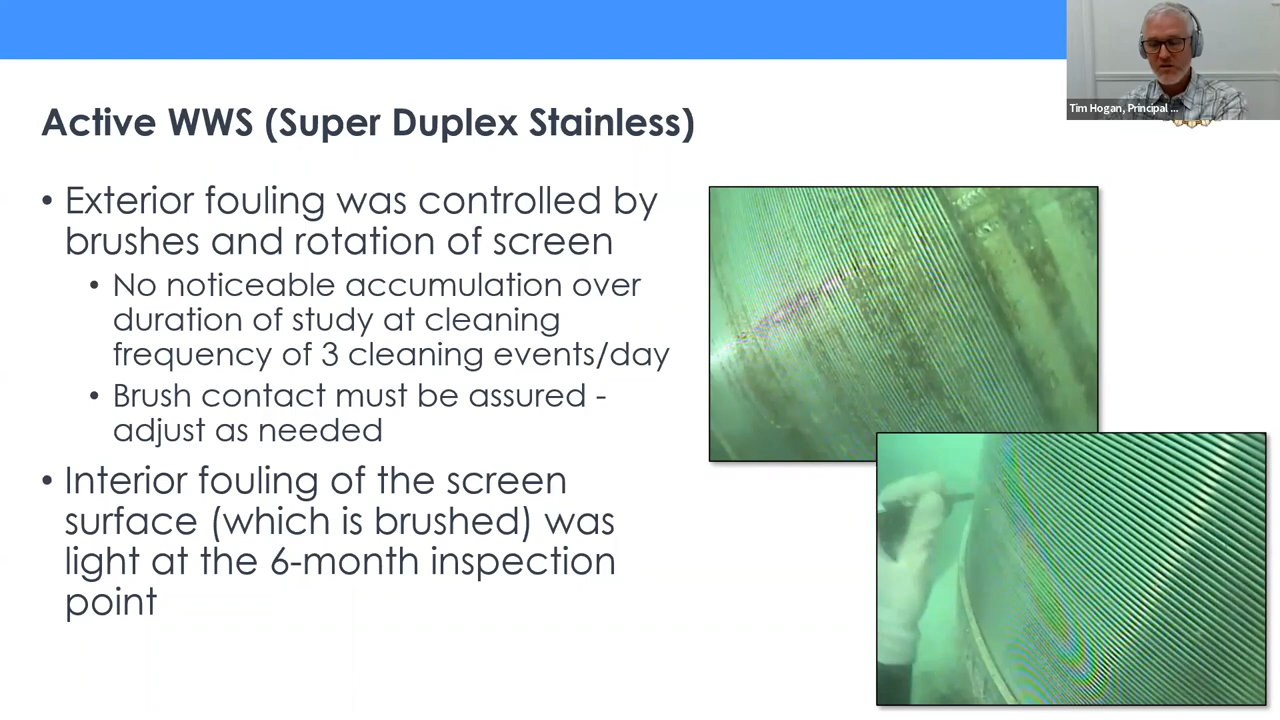 Tim Hogan, Principal ...
Active WWS (Super Duplex Stainless)
• Exterior fouling was controlled by
brushes and rotation of screen
• No noticeable accumulation over
duration of study at cleaning
frequency of 3 cleaning events/day
• Brush contact must be assured -
adjust as needed
• Interior fouling of the screen
surface (which is brushed) was
light at the 6-month inspection
point